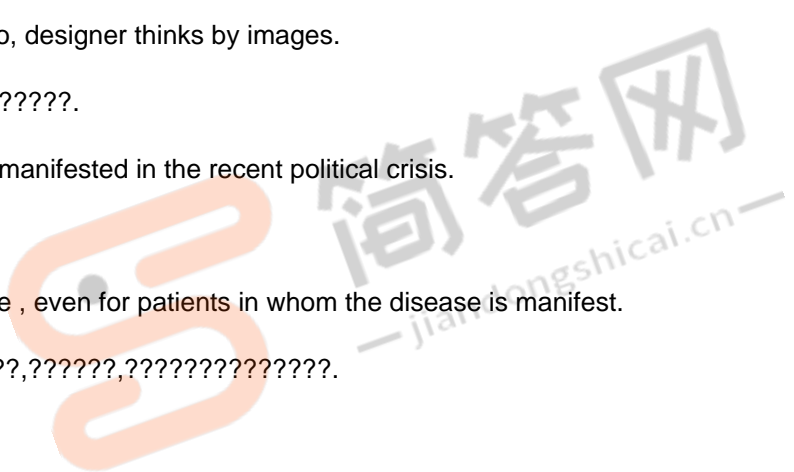 o, designer thinks by images.
?????.
manifested in the recent political crisis.
e , even for patients in whom the disease is manifest.
??,??????,??????????????.
简答网
jiandongshicai.cn